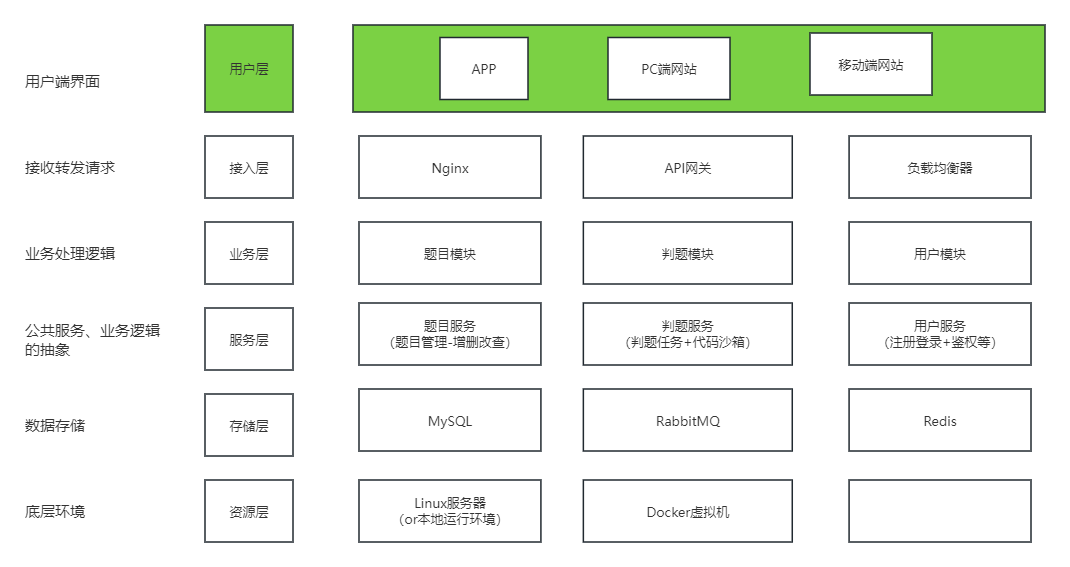 用户端界面
用户层
APP
PC端网站
移动端网站
接收转发请求
接入层
Nginx
API网关
负载均衡器
业务处理逻辑
业务层
题目模块
判题模块
用户模块
公共服务、业务逻辑
的抽象
服务层
题目服务
（题目管理-增删改查）
判题服务
（判题任务+代码沙箱）
用户服务
（注册登录+鉴权等）
数据存储
存储层
MySQL
RabbitMQ
Redis
底层环境
资源层
Linux服务器
（or本地运行环境）
Docker虚拟机